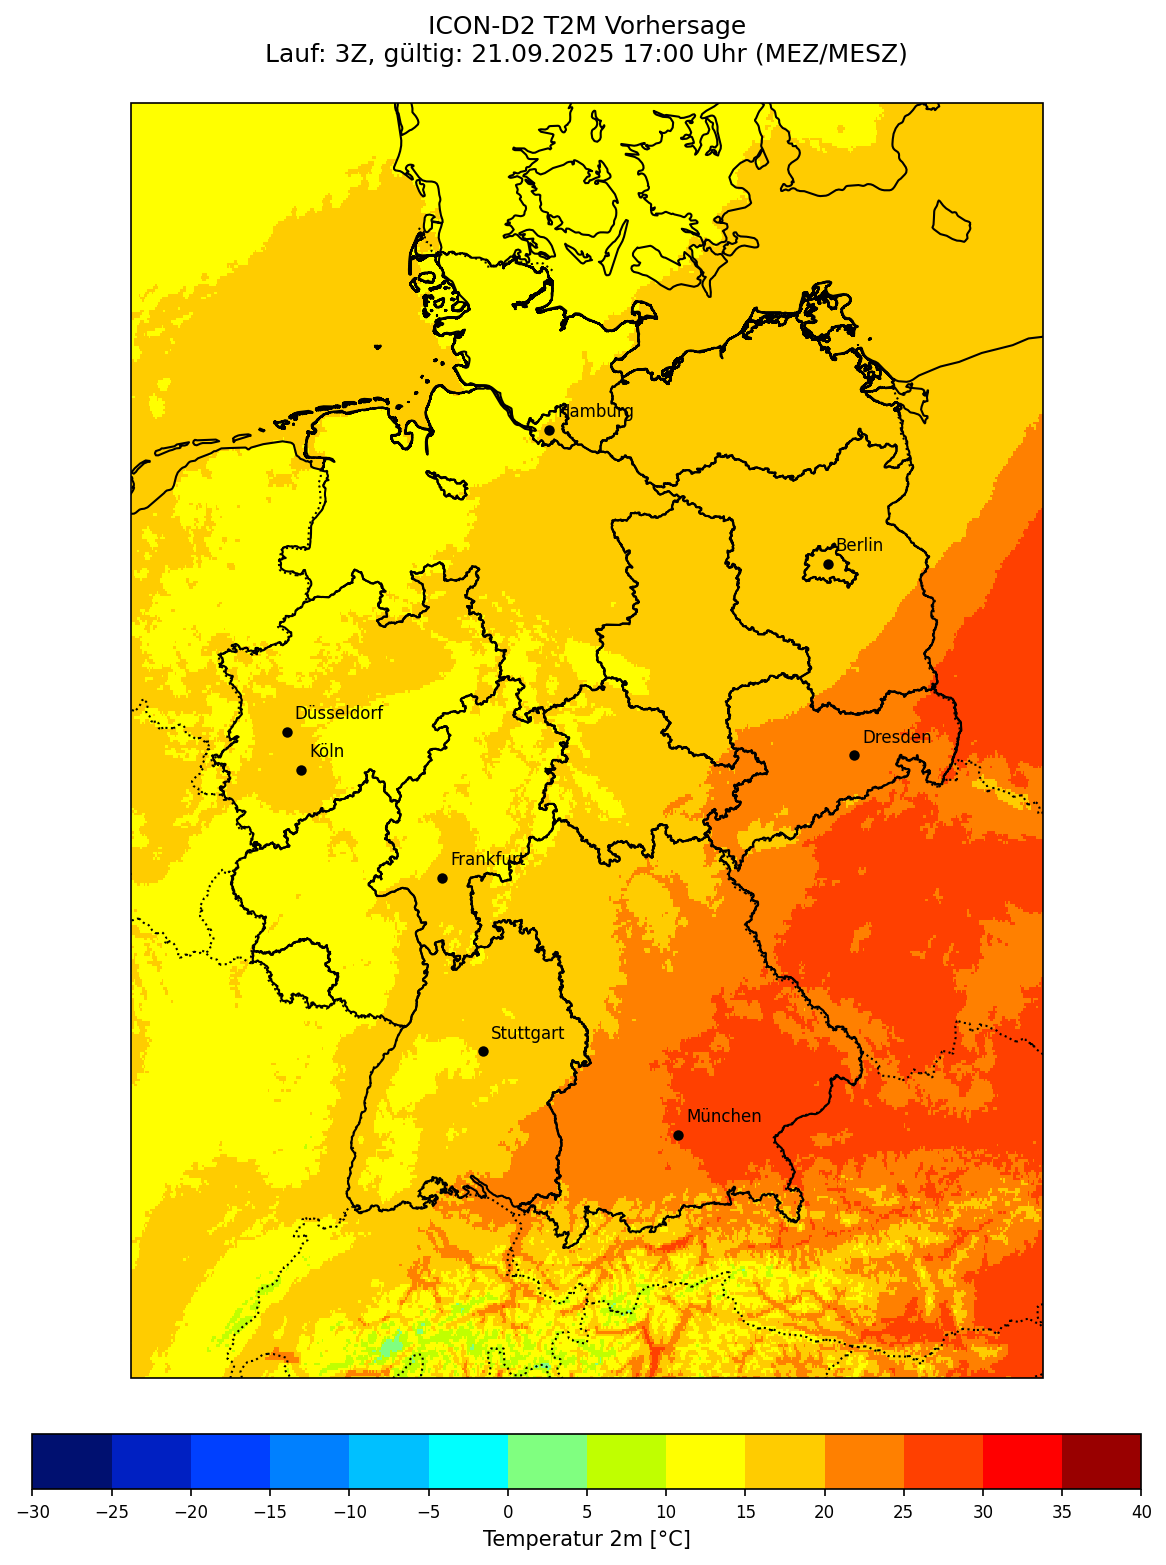 ICON-D2 T2M Vorhersage
Lauf: 3Z, gültig: 21.09.2025 17:00 Uhr (MEZ/MESZ)
Hamburg
Berlin
Düsseldorf
Dresden
Köln
Frankfurt
Stuttgart
München
−30 −25 −20 −15 −10 −5 0 5 10 15 20 25 30 35 40
Temperatur 2m [°C]